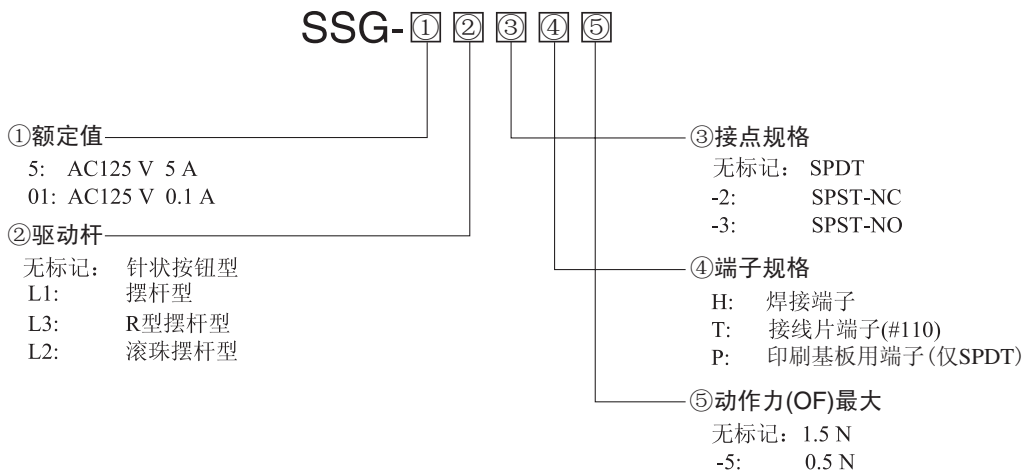 SSG-①②③④⑤
①额定值
5: AC125 V 5 A
01: AC125 V 0.1 A
②驱动杆
无标记: 针状按钮型
L1: 摆杆型
L3: R型摆杆型
L2: 滚珠摆杆型
③接点规格
无标记: SPDT
-2: SPST-NC
-3: SPST-NO
④端子规格
H: 焊接端子
T: 接线片端子(#110)
P: 印刷基板用端子(仅SPDT)
⑤动作力(OF)最大
无标记: 1.5 N
-5: 0.5 N